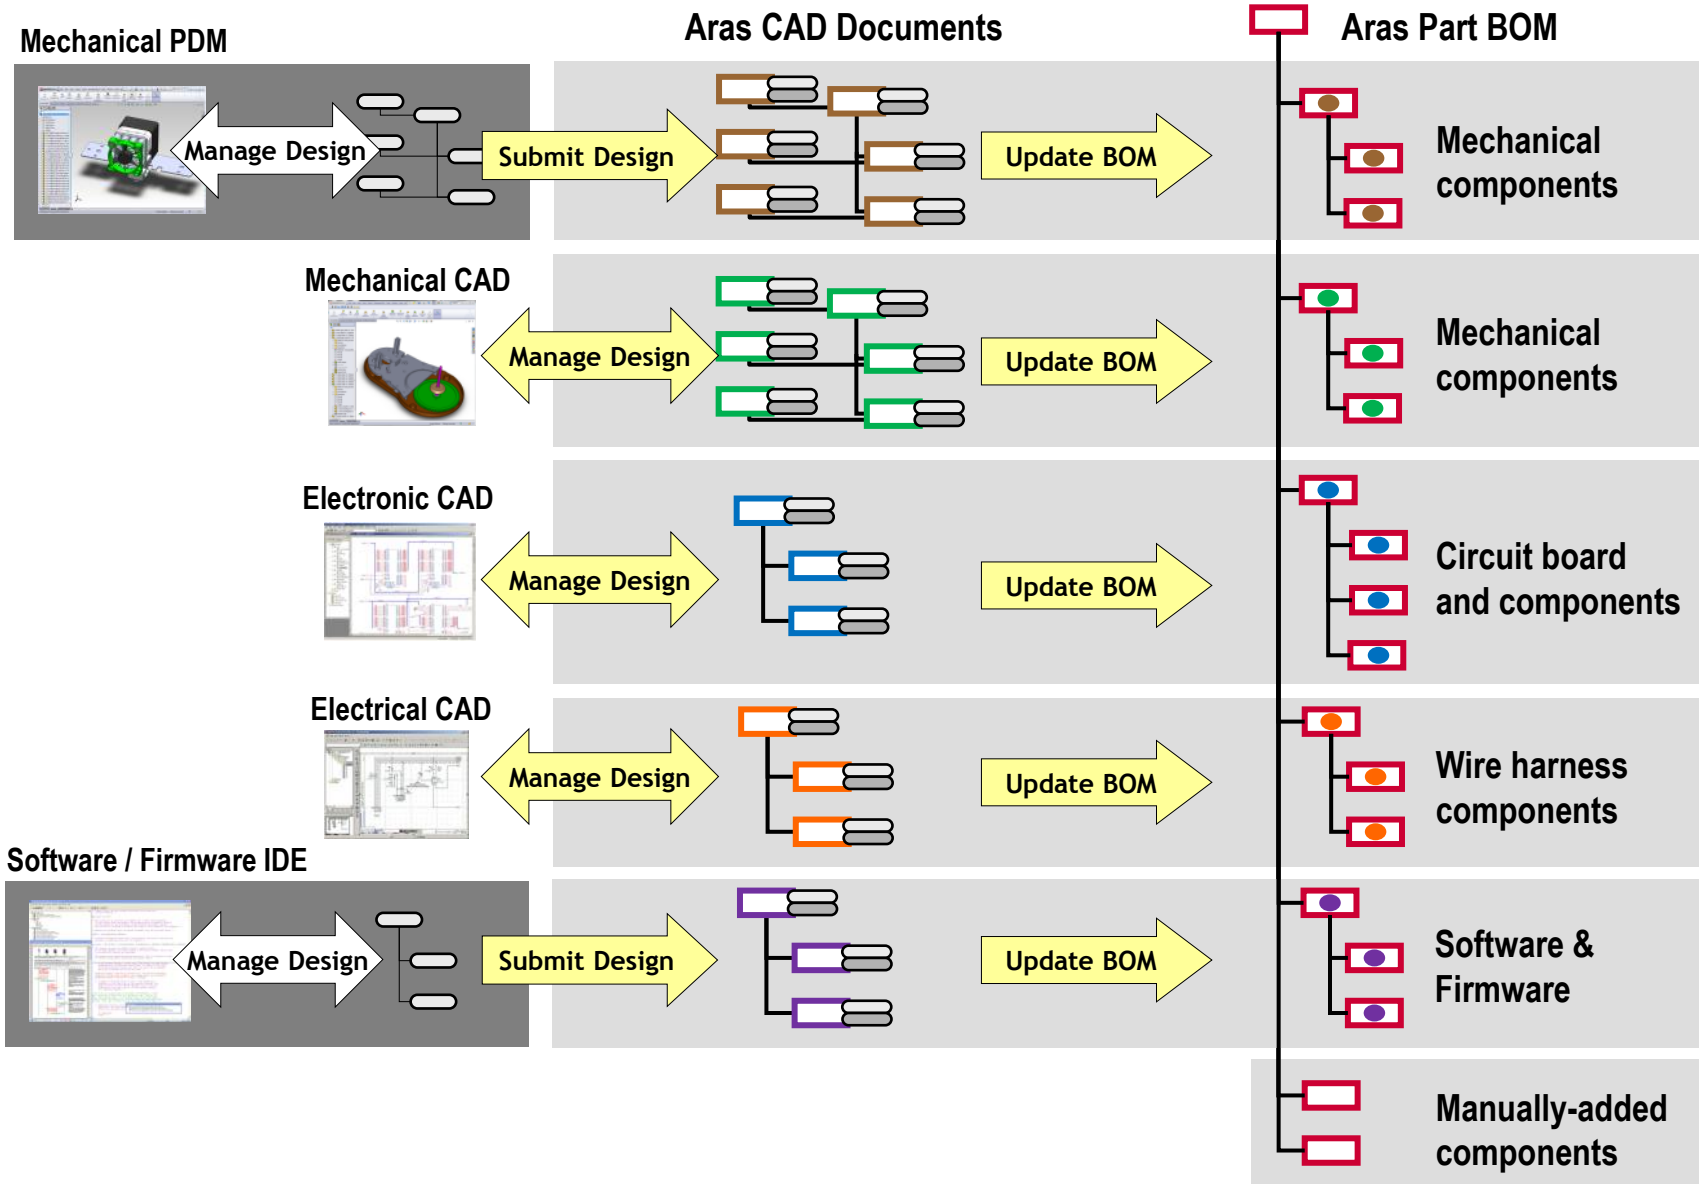 Mechanical PDM
Aras CAD Documents
Aras Part BOM
Manage Design
Submit Design
Update BOM
Mechanical
components
Mechanical CAD
Manage Design
Update BOM
Mechanical
components
Electronic CAD
Manage Design
Update BOM
Circuit board
and components
Electrical CAD
Manage Design
Update BOM
Wire harness
components
Software / Firmware IDE
Manage Design
Submit Design
Update BOM
Software &
Firmware
Manually-added
components